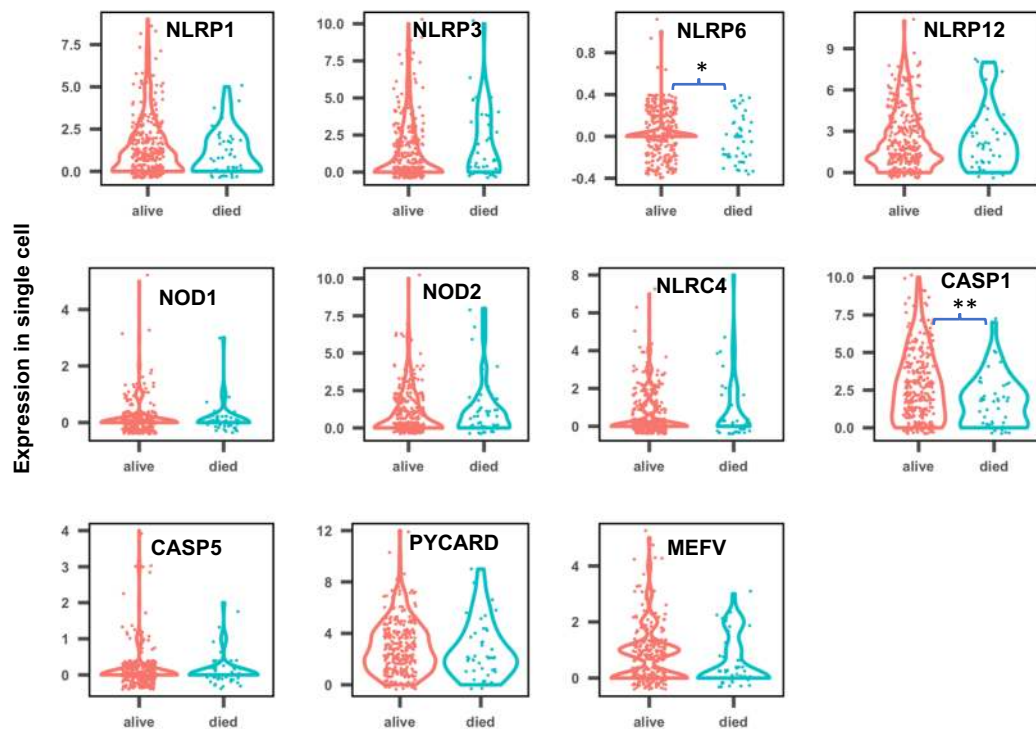 Expression in single cell
NLRP1
7.5
5.0
2.5
0.0
alive died
NLRP3
10.0
7.5
5.0
2.5
0.0
alive died
NLRP6
*
0.8
0.4
0.0
-0.4
alive died
NLRP12
9
6
3
0
alive died
NOD1
4
2
0
alive died
NOD2
10.0
7.5
5.0
2.5
0.0
alive died
NLRC4
8
6
4
2
0
alive died
CASP1
**
10.0
7.5
5.0
2.5
0.0
alive died
CASP5
4
3
2
1
0
alive died
PYCARD
12
8
4
0
alive died
MEFV
4
2
0
alive died